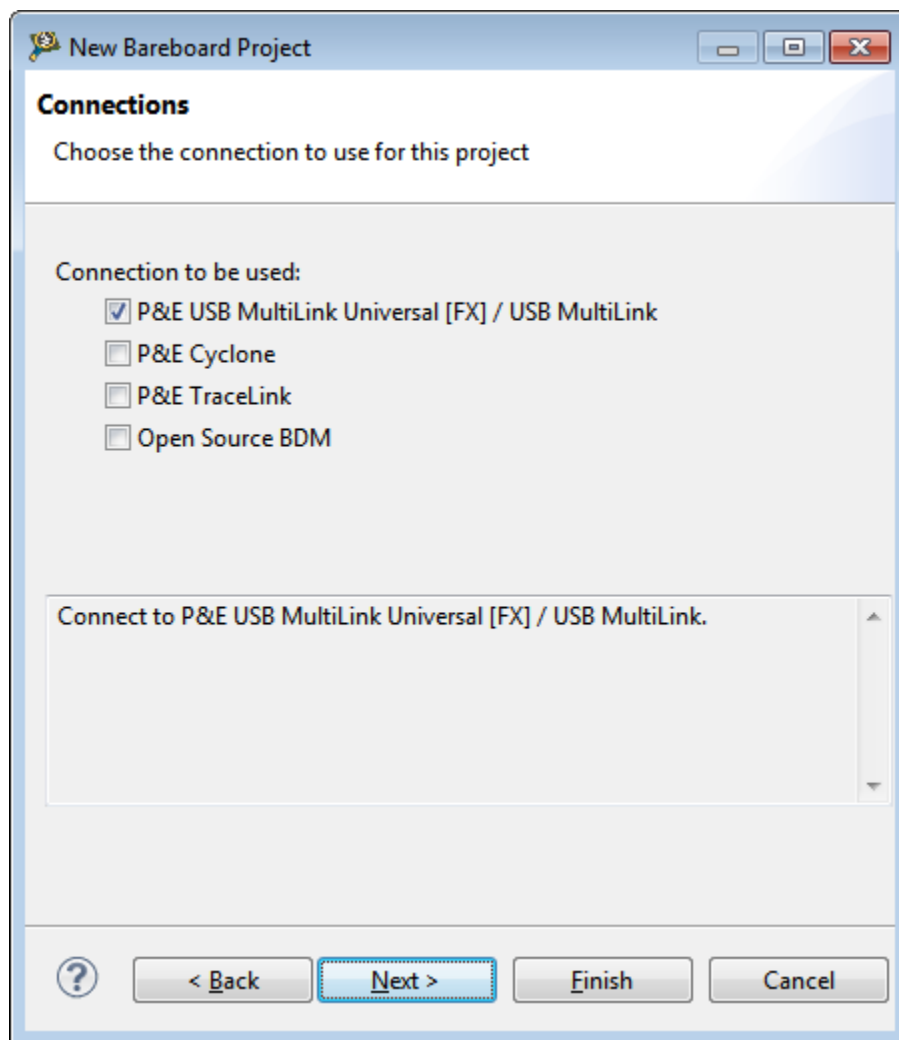 New Bareboard Project
Connections
Choose the connection to use for this project
Connection to be used:
P&E USB MultiLink Universal [FX] / USB MultiLink
P&E Cyclone
P&E TraceLink
Open Source BDM
Connect to P&E USB MultiLink Universal [FX] / USB MultiLink.
? < Back Next > Finish Cancel